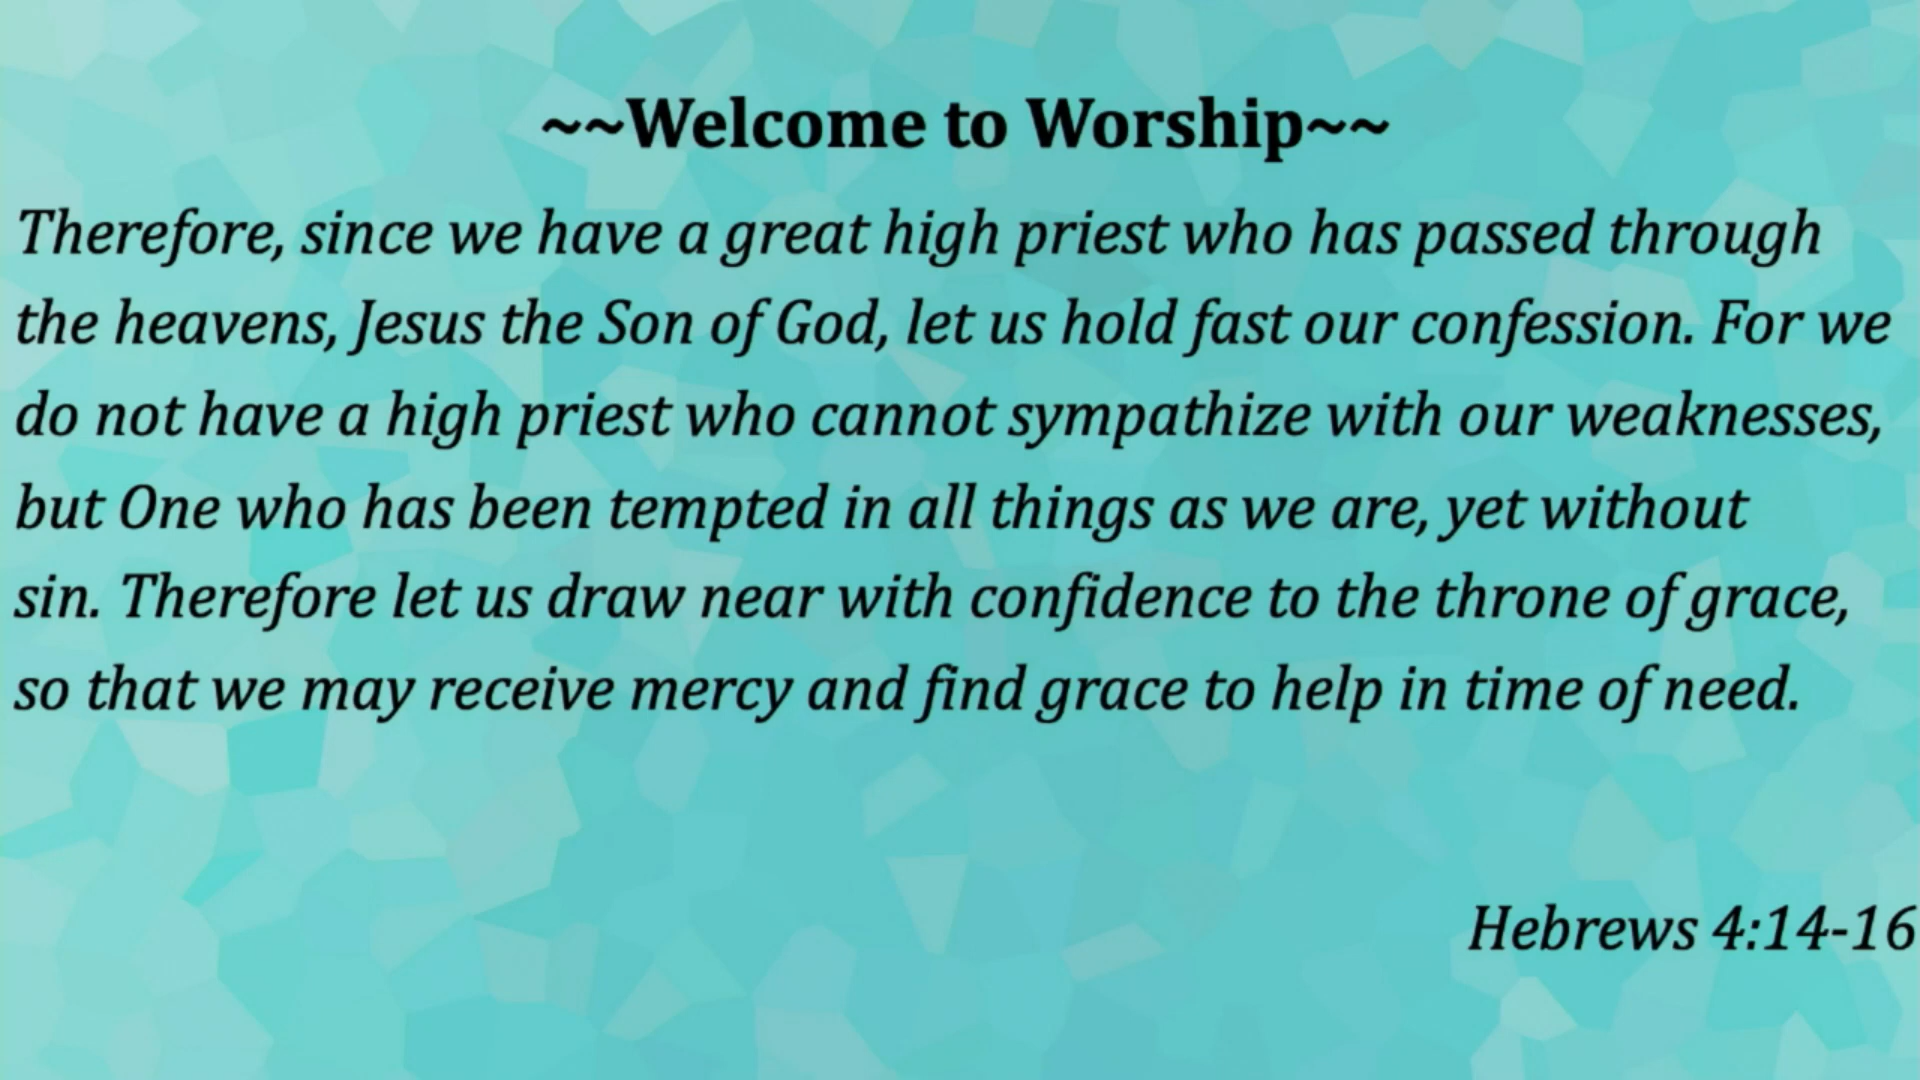 ~~Welcome to Worship~~
Therefore, since we have a great high priest who has passed through
the heavens, Jesus the Son of God, let us hold fast our confession. For we
do not have a high priest who cannot sympathize with our weaknesses,
but One who has been tempted in all things as we are, yet without
sin. Therefore let us draw near with confidence to the throne of grace,
so that we may receive mercy and find grace to help in time of need.
Hebrews 4:14-16